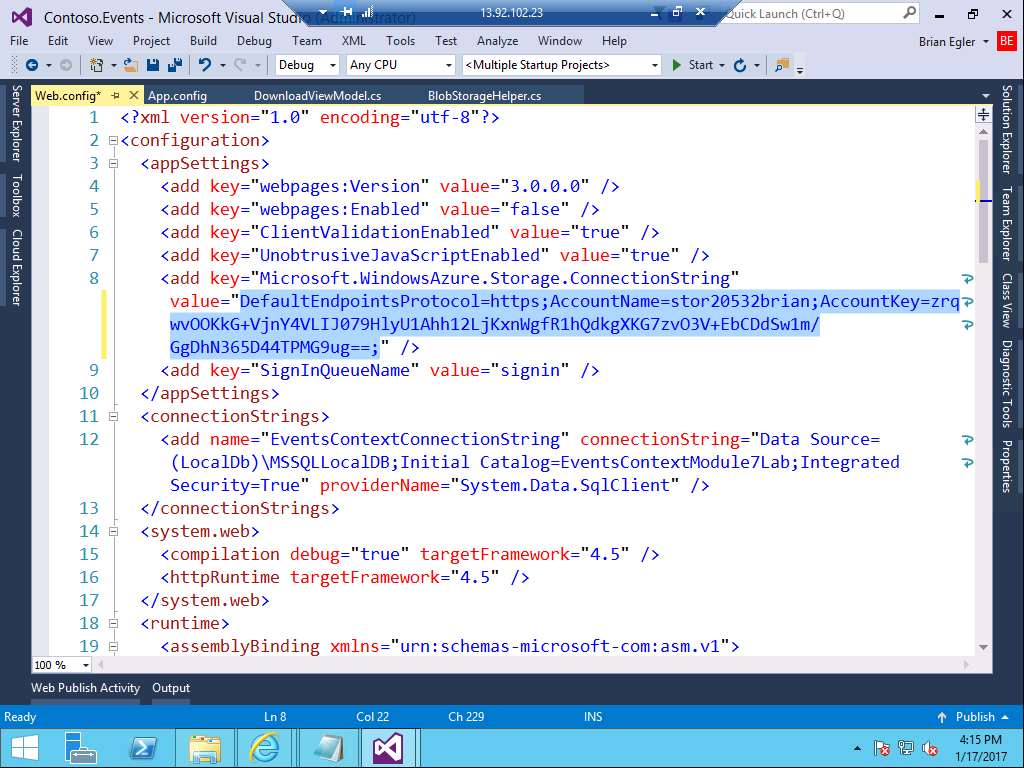 Contoso.Events - Microsoft Visual Studio (Administrator)
13.92.102.23
Quick Launch (Ctrl+Q)
File Edit View Project Build Debug Team XML Tools Test Analyze Window Help
Brian Egler
BE
Debug Any CPU <Multiple Startup Projects> Start
Server Explorer
Toolbox
Cloud Explorer
Web.config* App.config DownloadViewModel.cs BlobStorageHelper.cs
1 <?xml version="1.0" encoding="utf-8"?>
2 <configuration>
3 <appSettings>
4 <add key="webpages:Version" value="3.0.0.0" />
5 <add key="webpages:Enabled" value="false" />
6 <add key="ClientValidationEnabled" value="true" />
7 <add key="UnobtrusiveJavaScriptEnabled" value="true" />
8 <add key="Microsoft.WindowsAzure.Storage.ConnectionString"
value="DefaultEndpointsProtocol=https;AccountName=stor20532brian;AccountKey=zrq
wvOOKkG+VjnY4VLIJ079HlyU1Ahh12LjKxnWgfR1hQdkgXKG7zvO3V+EbCDdSw1m/
GgDhN365D44TPMG9ug==;" />
9 <add key="SignInQueueName" value="signin" />
10 </appSettings>
11 <connectionStrings>
12 <add name="EventsContextConnectionString" connectionString="Data Source=
(LocalDb)\MSSQLLocalDB;Initial Catalog=EventsContextModule7Lab;Integrated
Security=True" providerName="System.Data.SqlClient" />
13 </connectionStrings>
14 <system.web>
15 <compilation debug="true" targetFramework="4.5" />
16 <httpRuntime targetFramework="4.5" />
17 </system.web>
18 <runtime>
19 <assemblyBinding xmlns="urn:schemas-microsoft-com:asm.v1">
Solution Explorer
Team Explorer
Class View
Diagnostic Tools
Properties
100 %
Web Publish Activity Output
Ready Ln 8 Col 22 Ch 229 INS Publish
4:15 PM
1/17/2017